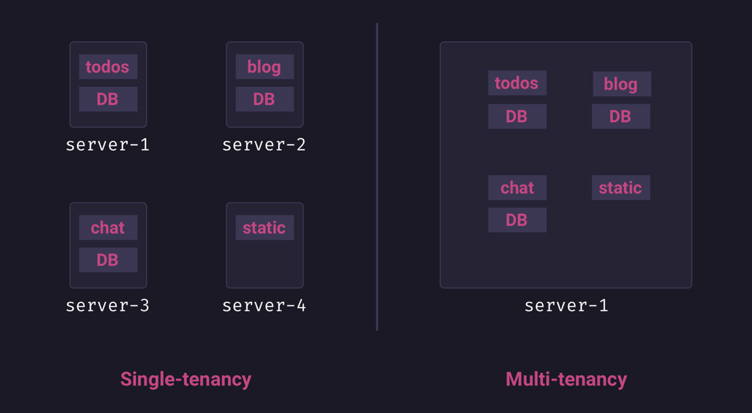 todos
DB
server-1
blog
DB
server-2
chat
DB
server-3
static
server-4
Single-tenancy
todos
DB
blog
DB
chat
DB
static
server-1
Multi-tenancy